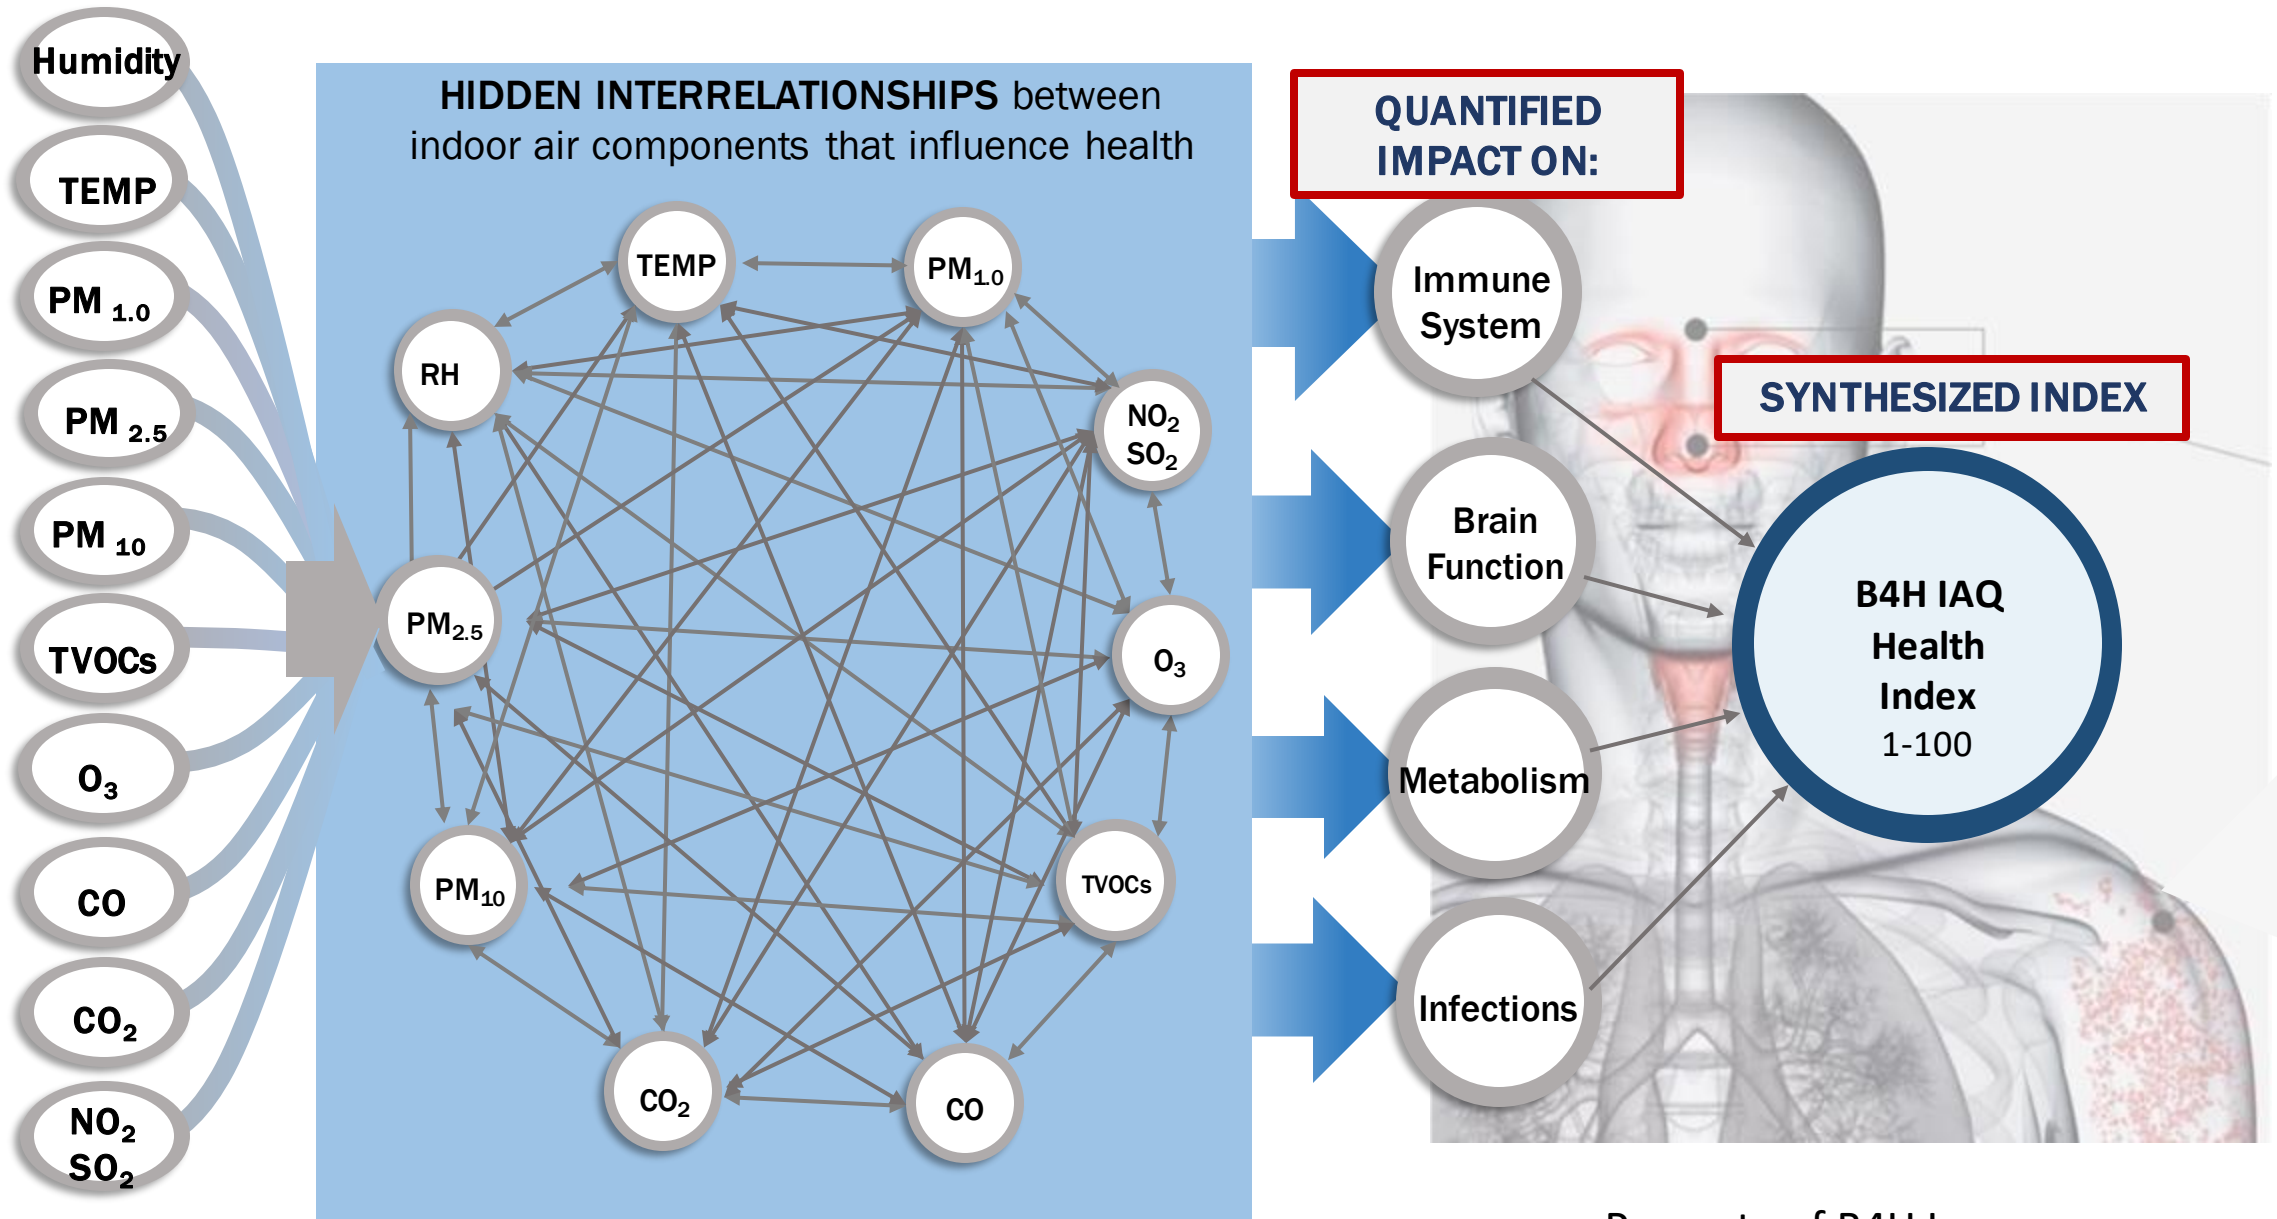 Humidity
TEMP
PM 1.0
PM 2.5
PM 10
TVOCs
O3
CO
CO2
NO2
SO2
HIDDEN INTERRELATIONSHIPS between
indoor air components that influence health
TEMP
PM1.0
RH
NO2
SO2
PM2.5
O3
PM10
TVOCs
CO2
CO
QUANTIFIED
IMPACT ON:
Immune
System
Brain
Function
Metabolism
Infections
SYNTHESIZED INDEX
B4H IAQ
Health
Index
1-100